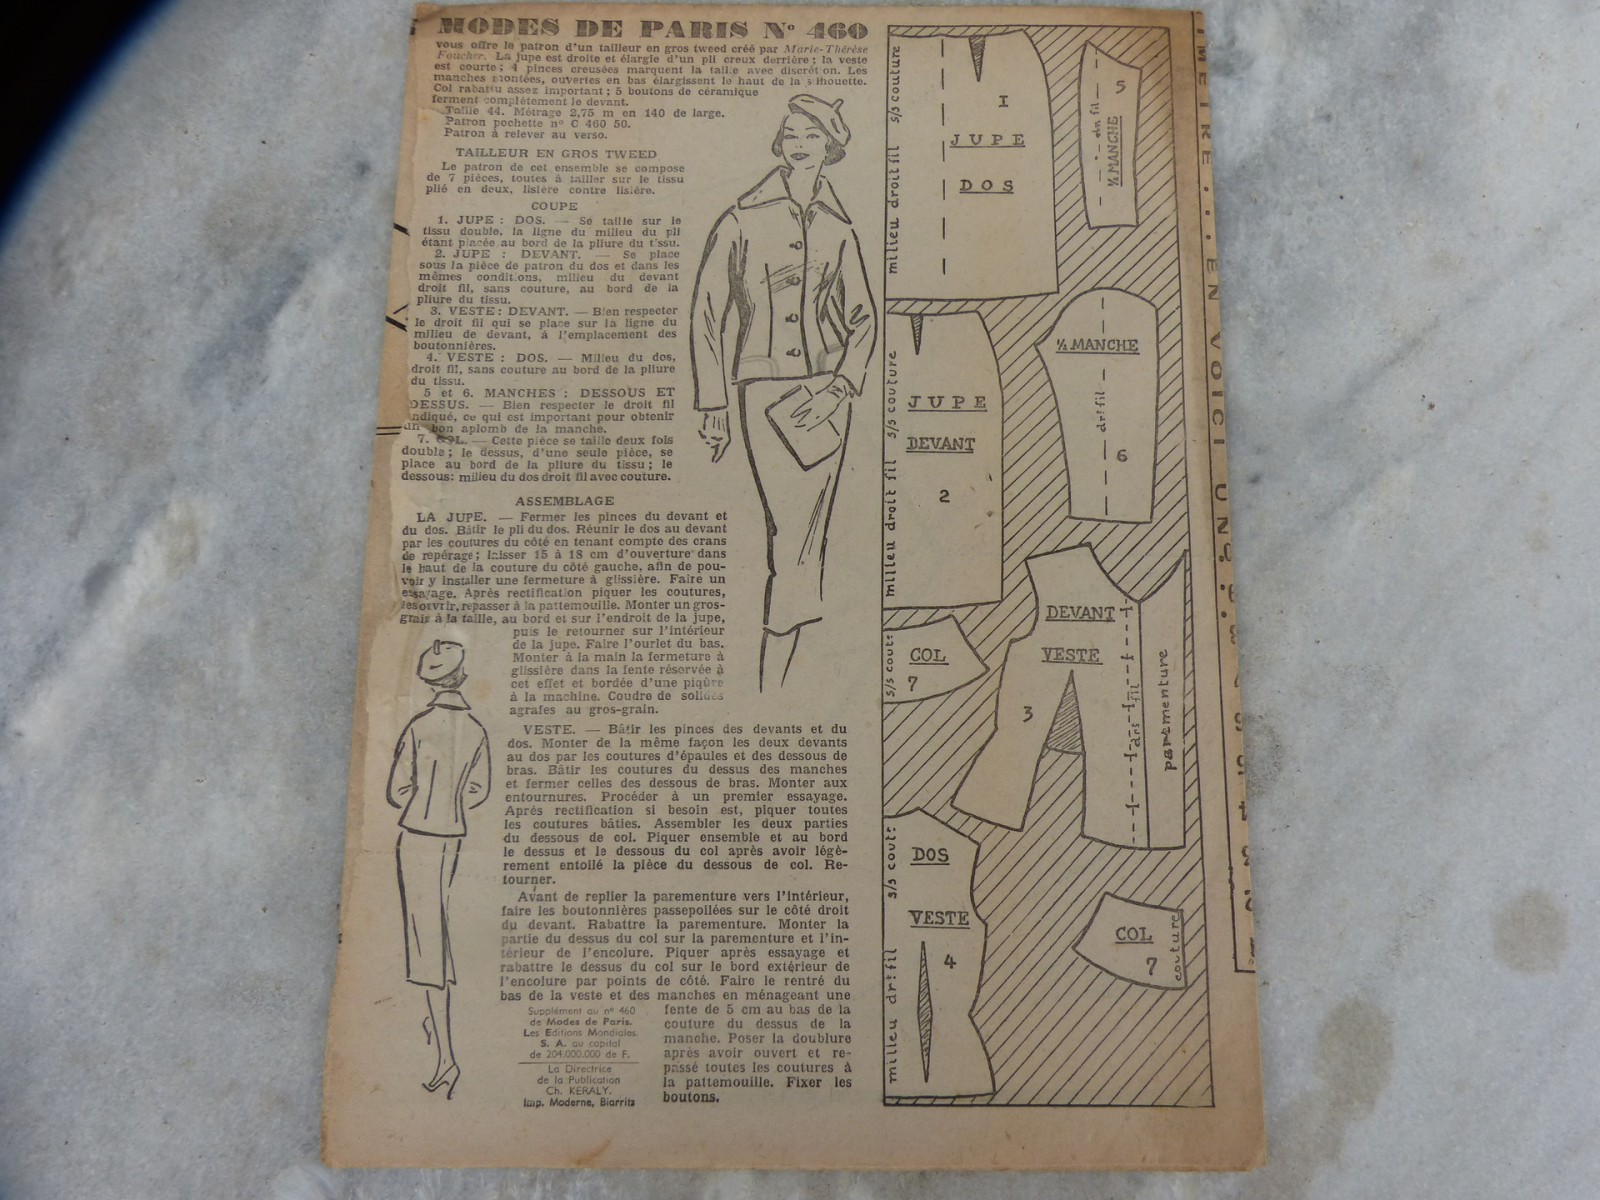 MODES DE PARIS No 460
vous offre le patron d'un tailleur en gros tweed créé par Marie-Thérèse
Foucher. La jupe est droite et élargie d'un pli creux derrière ; la veste
est courte ; 4 pinces creusées marquent la taille avec discrétion. Les
manches montées, ouvertes en bas élargissent le haut de la silhouette.
Col rabattu assez important ; 5 boutons de céramique
ferment complètement le devant.
Taille 44. Métrage 2,75 m en 140 de large.
Patron pochette n° C 460 50.
Patron à relever au verso.
TAILLEUR EN GROS TWEED
Le patron de cet ensemble se compose
de 7 pièces, toutes à tailler sur le tissu
plié en deux, lisière contre lisière.
COUPE
1. JUPE : DOS. — Se taille sur le
tissu double, la ligne du milieu du pli
étant placée au bord de la pliure du tissu.
2. JUPE : DEVANT. — Se place
sous la pièce de patron du dos et dans les
mêmes conditions, milieu du devant
droit fil, sans couture, au bord de la
pliure du tissu.
3. VESTE : DEVANT. — Bien respecter
le droit fil qui se place sur la ligne du
milieu de devant, à l'emplacement des
boutonnières.
4. VESTE : DOS. — Milieu du dos,
droit fil, sans couture au bord de la pliure
du tissu.
5 et 6. MANCHES : DESSOUS ET
DESSUS. — Bien respecter le droit fil
indiqué, ce qui est important pour obtenir
un bon aplomb de la manche.
7. COL. — Cette pièce se taille deux fois
double ; le dessus, d'une seule pièce, se
place au bord de la pliure du tissu ; le
dessous: milieu du dos droit fil avec couture.
ASSEMBLAGE
LA JUPE. — Fermer les pinces du devant et
du dos. Bâtir le pli du dos. Réunir le dos au devant
par les coutures du côté en tenant compte des crans
de repérage ; laisser 15 à 18 cm d'ouverture dans
le haut de la couture du côté gauche, afin de pou-
voir y installer une fermeture à glissière. Faire un
essayage. Après rectification piquer les coutures,
les ouvrir, repasser à la pattemouille. Monter un gros-
grain à la taille, au bord et sur l'endroit de la jupe,
puis le retourner sur l'intérieur
de la jupe. Faire l'ourlet du bas.
Monter à la main la fermeture à
glissière dans la fente réservée à
cet effet et bordée d'une piqûre
à la machine. Coudre de solides
agrafes au gros-grain.
VESTE. — Bâtir les pinces des devants et du
dos. Monter de la même façon les deux devants
au dos par les coutures d'épaules et des dessous de
bras. Bâtir les coutures du dessus des manches
et fermer celles des dessous de bras. Monter aux
entournures. Procéder à un premier essayage.
Après rectification si besoin est, piquer toutes
les coutures bâties. Assembler les deux parties
du dessous de col. Piquer ensemble et au bord
le dessus et le dessous du col après avoir légè-
rement entoilé la pièce du dessous de col. Re-
tourner.
Avant de replier la parementure vers l'intérieur,
faire les boutonnières passepoilées sur le côté droit
du devant. Rabattre la parementure. Monter la
partie du dessus du col sur la parementure et l'in-
térieur de l'encolure. Piquer après essayage et
rabattre le dessus du col sur le bord extérieur de
l'encolure par points de côté. Faire le rentré du
bas de la veste et des manches en ménageant une
fente de 5 cm au bas de la
couture du dessus de la
manche. Poser la doublure
après avoir ouvert et re-
passé toutes les coutures à
la pattemouille. Fixer les
boutons.
Supplément au n° 460
de Modes de Paris.
Les Editions Mondiales
S. A. au capital
de 204.000.000 de F.
La Directrice
de la Publication
Ch. KERALY.
Imp. Moderne, Biarritz
s/s couture
milieu droit fil
1
JUPE
DOS
5
drt fil
½ MANCHE
s/s couture
milieu droit fil
JUPE
DEVANT
2
½ MANCHE
drt fil
6
s/s cout:
COL
7
DEVANT
VESTE
3
drt fil
parementure
s/s cout:
milieu drt fil
DOS
VESTE
4
COL
7
couture
METRE...EN VOICI UN